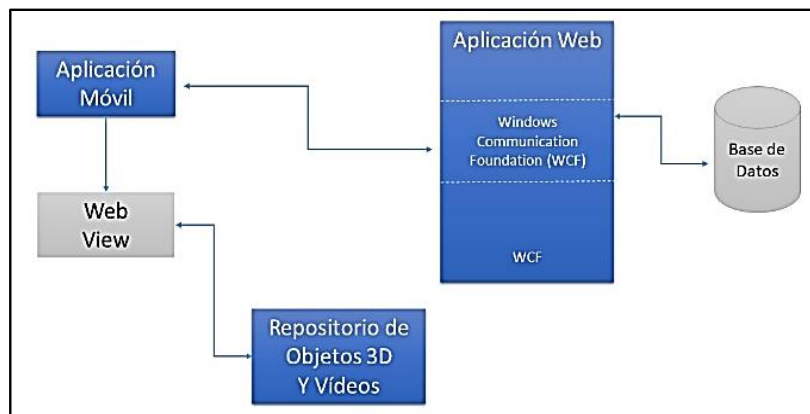 Aplicación
Móvil
Web
View
Repositorio de
Objetos 3D
Y Vídeos
Aplicación Web
Windows
Communication
Foundation (WCF)
WCF
Base de
Datos